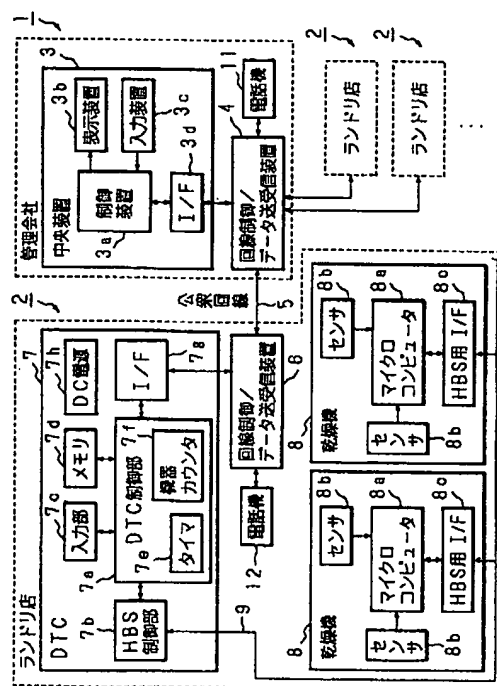 1
管理会社
3
中央装置
制御
装置
3a
表示装置
3b
入力装置
3c
I/F
3d
4
回線制御/
データ送受信装置
電話機
11
2
ランドリ店
2
ランドリ店
公衆回線
5
2
ランドリ店
7
DTC
入力部
7c
メモリ
7d
DC電源
7h
7a
DTC制御部
7e
タイマ
7f
機器
カウンタ
I/F
7g
7b
HBS
制御部
6
回線制御/
データ送受信装置
電話機
12
9
8
乾燥機
センサ
8b
マイクロ
コンピュータ
8a
HBS用I/F
8c
センサ
8b
8
乾燥機
センサ
8b
マイクロ
コンピュータ
8a
HBS用I/F
8c
センサ
8b